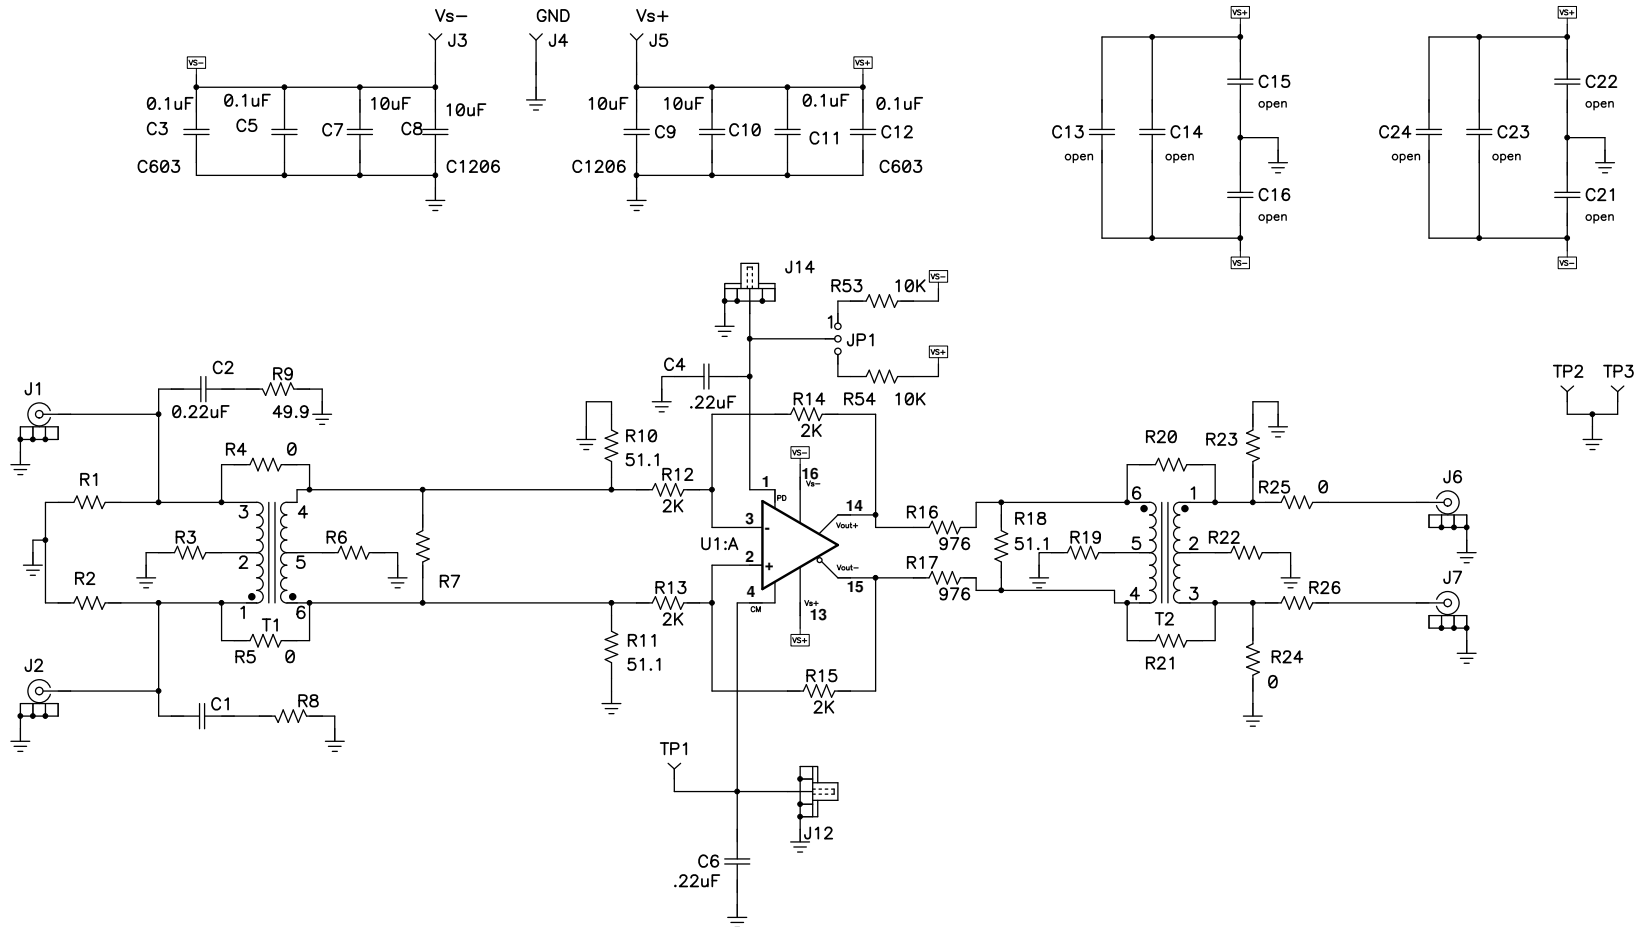 Vs- GND Vs+
J3 J4 J5
VS- VS+
0.1uF 0.1uF 10uF 10uF
C3 C5 C7 C8
C603 C1206
10uF 10uF 0.1uF 0.1uF
C9 C10 C11 C12
C1206 C603
VS+ VS+
C15 open
C13 open C14 open
C16 open
VS-
C22 open
C24 open C23 open
C21 open
VS-
J14
R53 10K VS-
1 JP1
VS+
R54 10K
C4 .22uF
TP2 TP3
J1
C2 0.22uF
R9 49.9
R4 0
R1
R3
R2
3 4
2 5
1 6
T1
R5 0
R6
R7
J2
C1 R8
R10 51.1
R12 2K
R14 2K
VS-
16 Vs-
1 PD
3 -
U1:A
2 +
4 CM
14 Vout+
Vout- 15
Vs+ 13
VS+
R13 2K
R11 51.1
R15 2K
TP1
J12
C6 .22uF
R16 976
R17 976
R18 51.1
R19
R20
6 1
5 2
4 3
T2
R21
R23
R25 0
R22
R26
R24 0
J6
J7